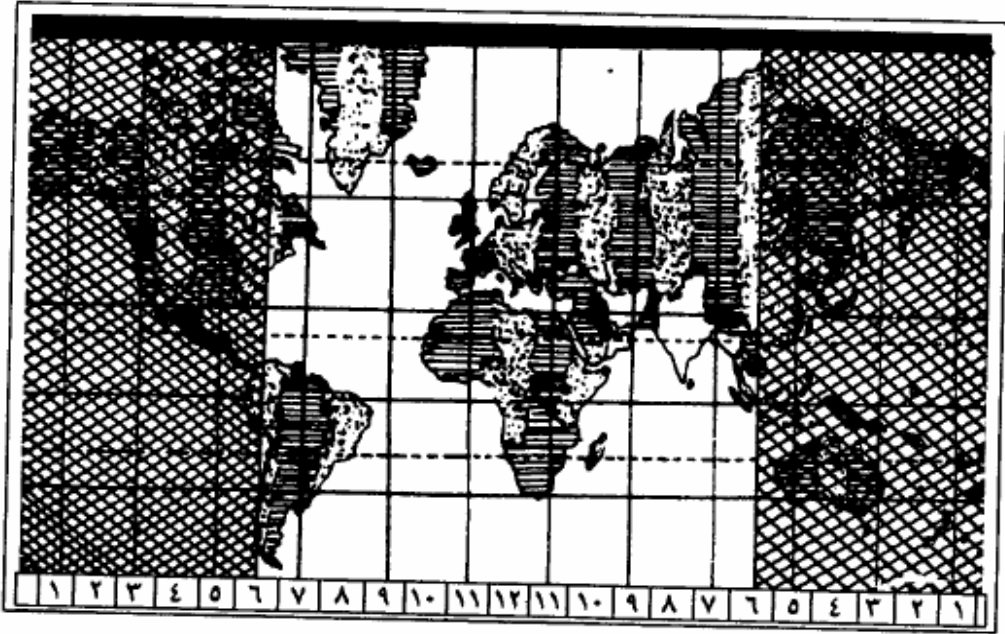 ١ ٢ ٣ ٤ ٥ ٦ ٧ ٨ ٩ ١٠ ١١ ١٢ ١١ ١٠ ٩ ٨ ٧ ٦ ٥ ٤ ٣ ٢ ١